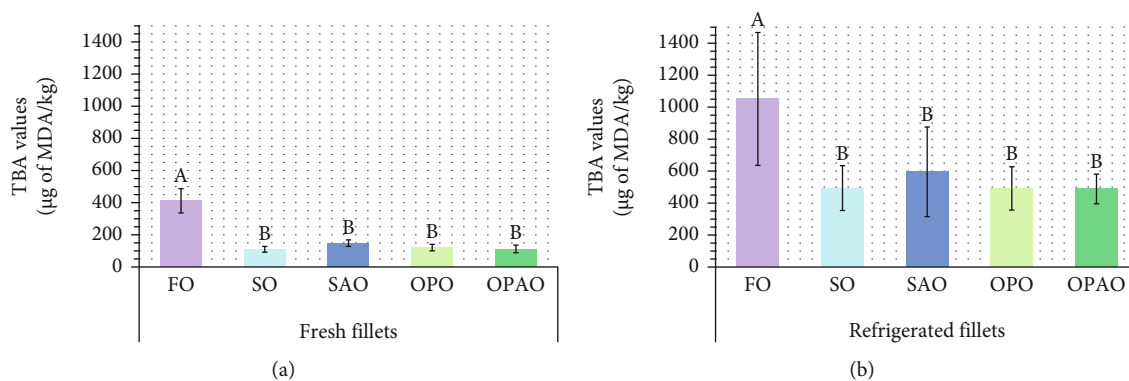 TBA values
(μg of MDA/kg)
1400
1200
1000
800
600
400
200
0
A
B
B
B
B
FO SO SAO OPO OPAO
Fresh fillets
(a)
TBA values
(μg of MDA/kg)
1400
1200
1000
800
600
400
200
0
A
B
B
B
B
FO SO SAO OPO OPAO
Refrigerated fillets
(b)